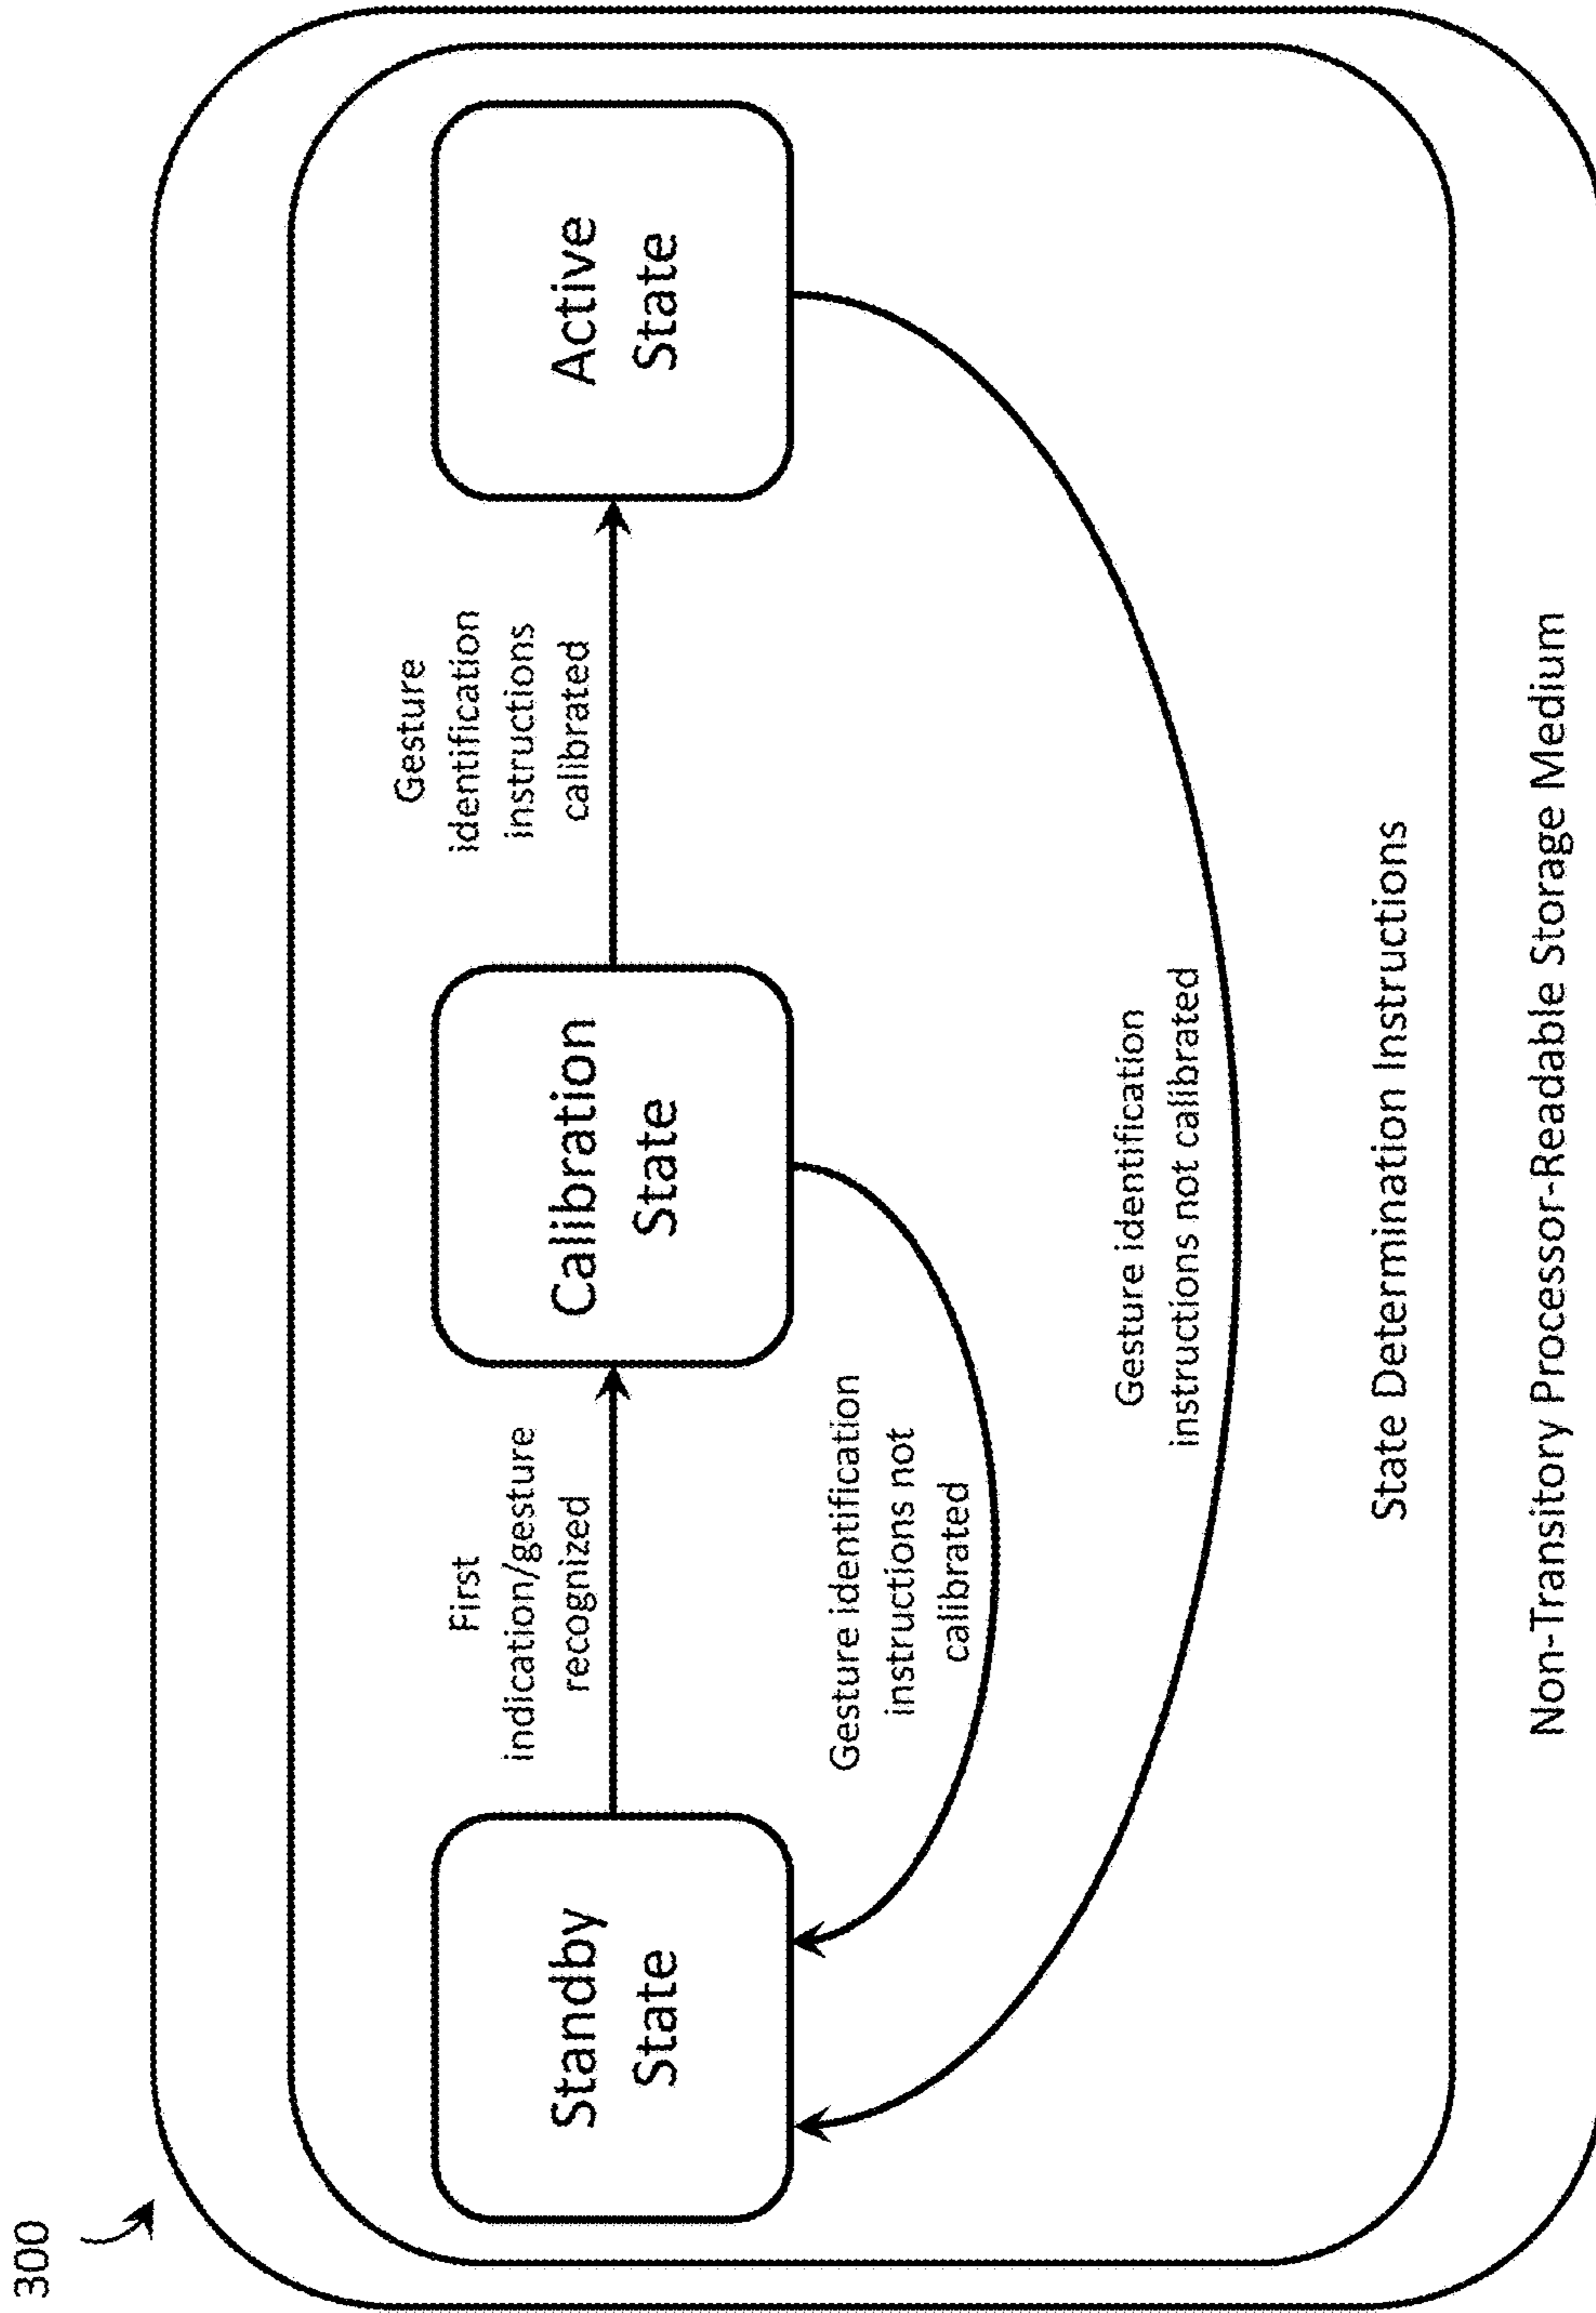 300
Standby
State
First
indication/gesture
recognized
Calibration
State
Gesture
identification
instructions
calibrated
Active
State
Gesture identification
instructions not
calibrated
Gesture identification
instructions not calibrated
State Determination Instructions
Non-Transitory Processor-Readable Storage Medium